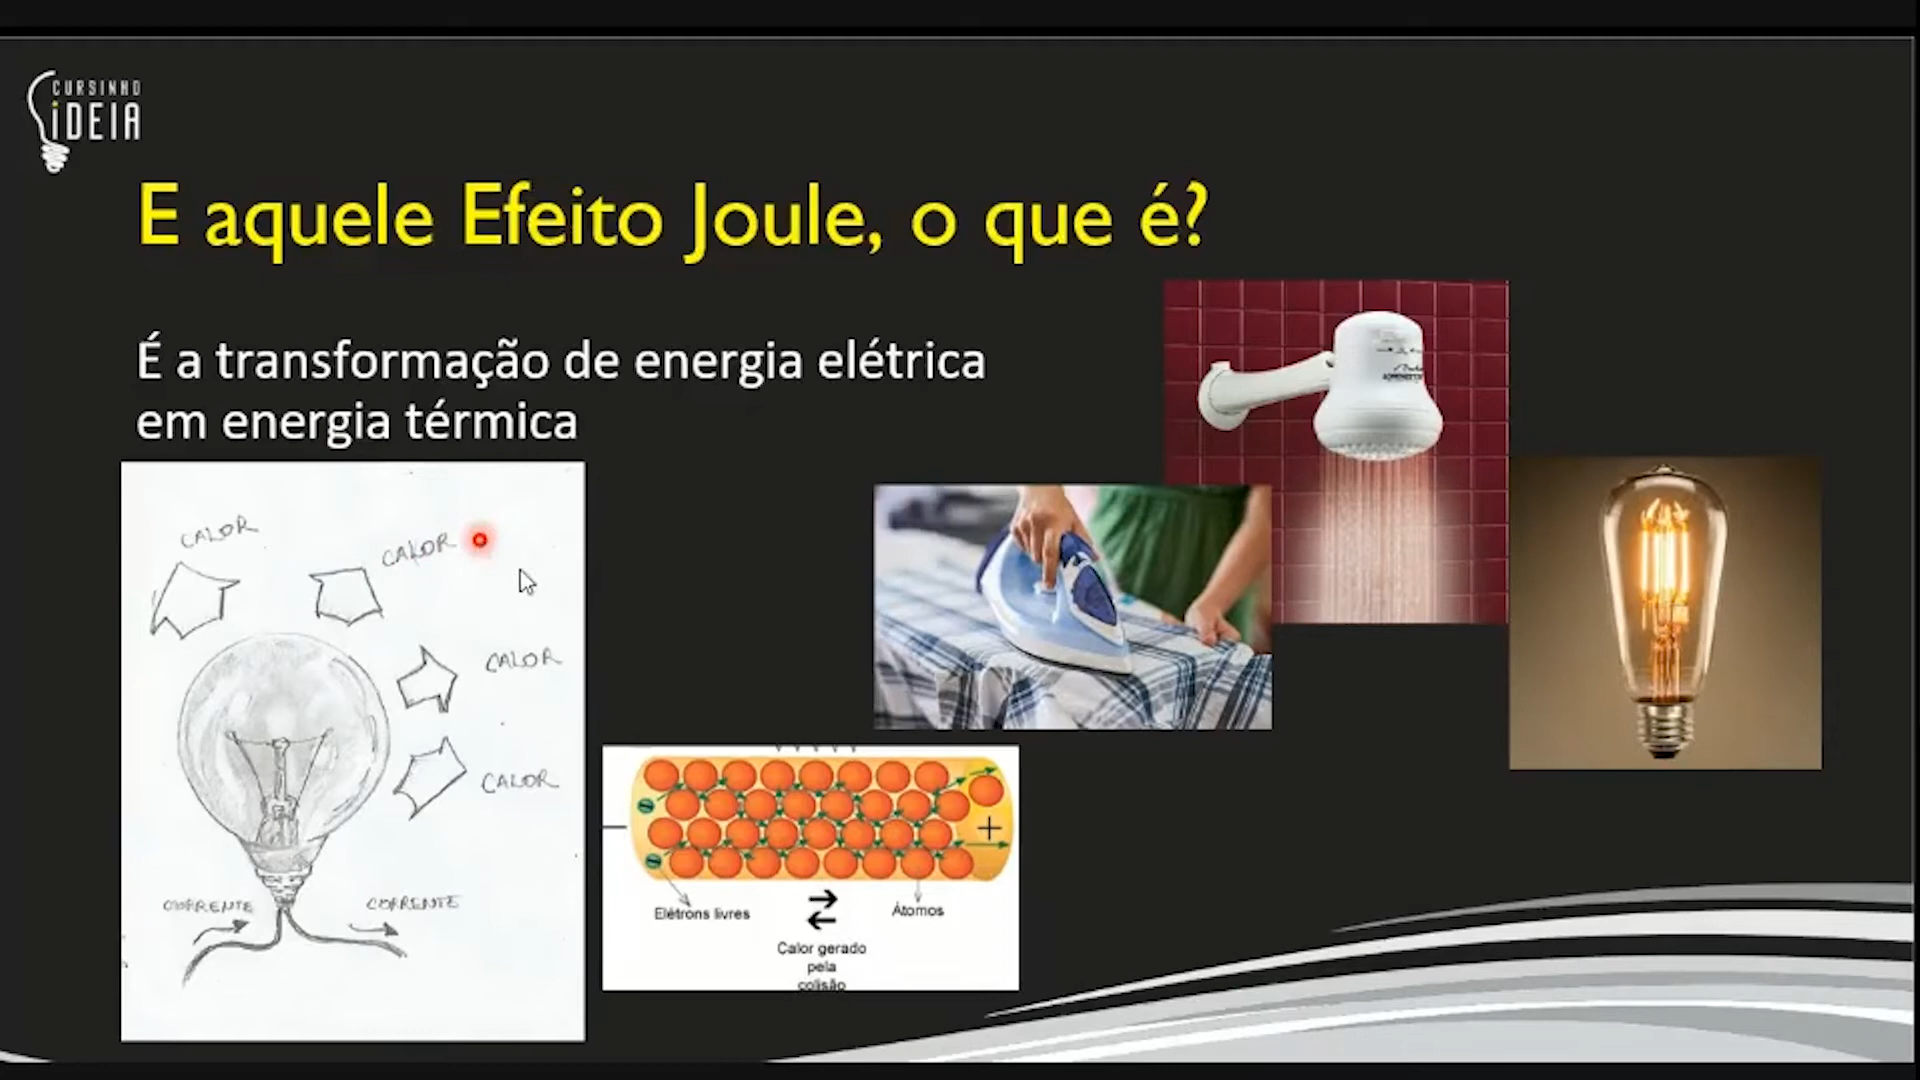 CURSINHO
iDEIA
E aquele Efeito Joule, o que é?
É a transformação de energia elétrica
em energia térmica
CALOR
CALOR
CALOR
CALOR
CORRENTE
CORRENTE
Elétrons livres
Átomos
Calor gerado
pela
colisão